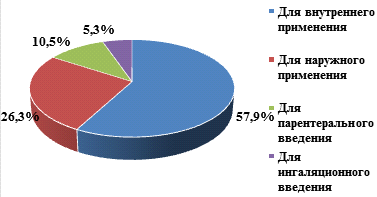 5,3%
10,5%
26,3%
57,9%
Для внутреннего
применения
Для наружного
применения
Для
парентерального
введения
Для
ингаляционного
введения